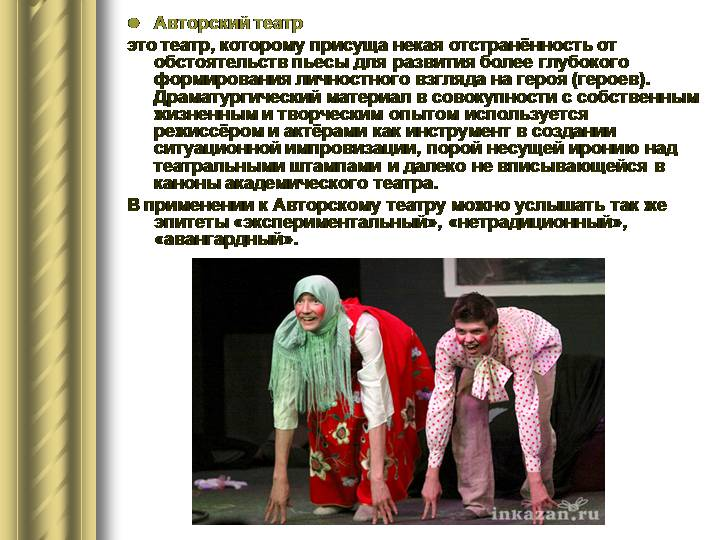 Авторский театр
это театр, которому присуща некая отстранённость от
обстоятельств пьесы для развития более глубокого
формирования личностного взгляда на героя (героев).
Драматургический материал в совокупности с собственным
жизненным и творческим опытом используется
режиссёром и актёрами как инструмент в создании
ситуационной импровизации, порой несущей иронию над
театральными штампами и далеко не вписывающейся в
каноны академического театра.
В применении к Авторскому театру можно услышать так же
эпитеты «экспериментальный», «нетрадиционный»,
«авангардный».
inkazan.ru